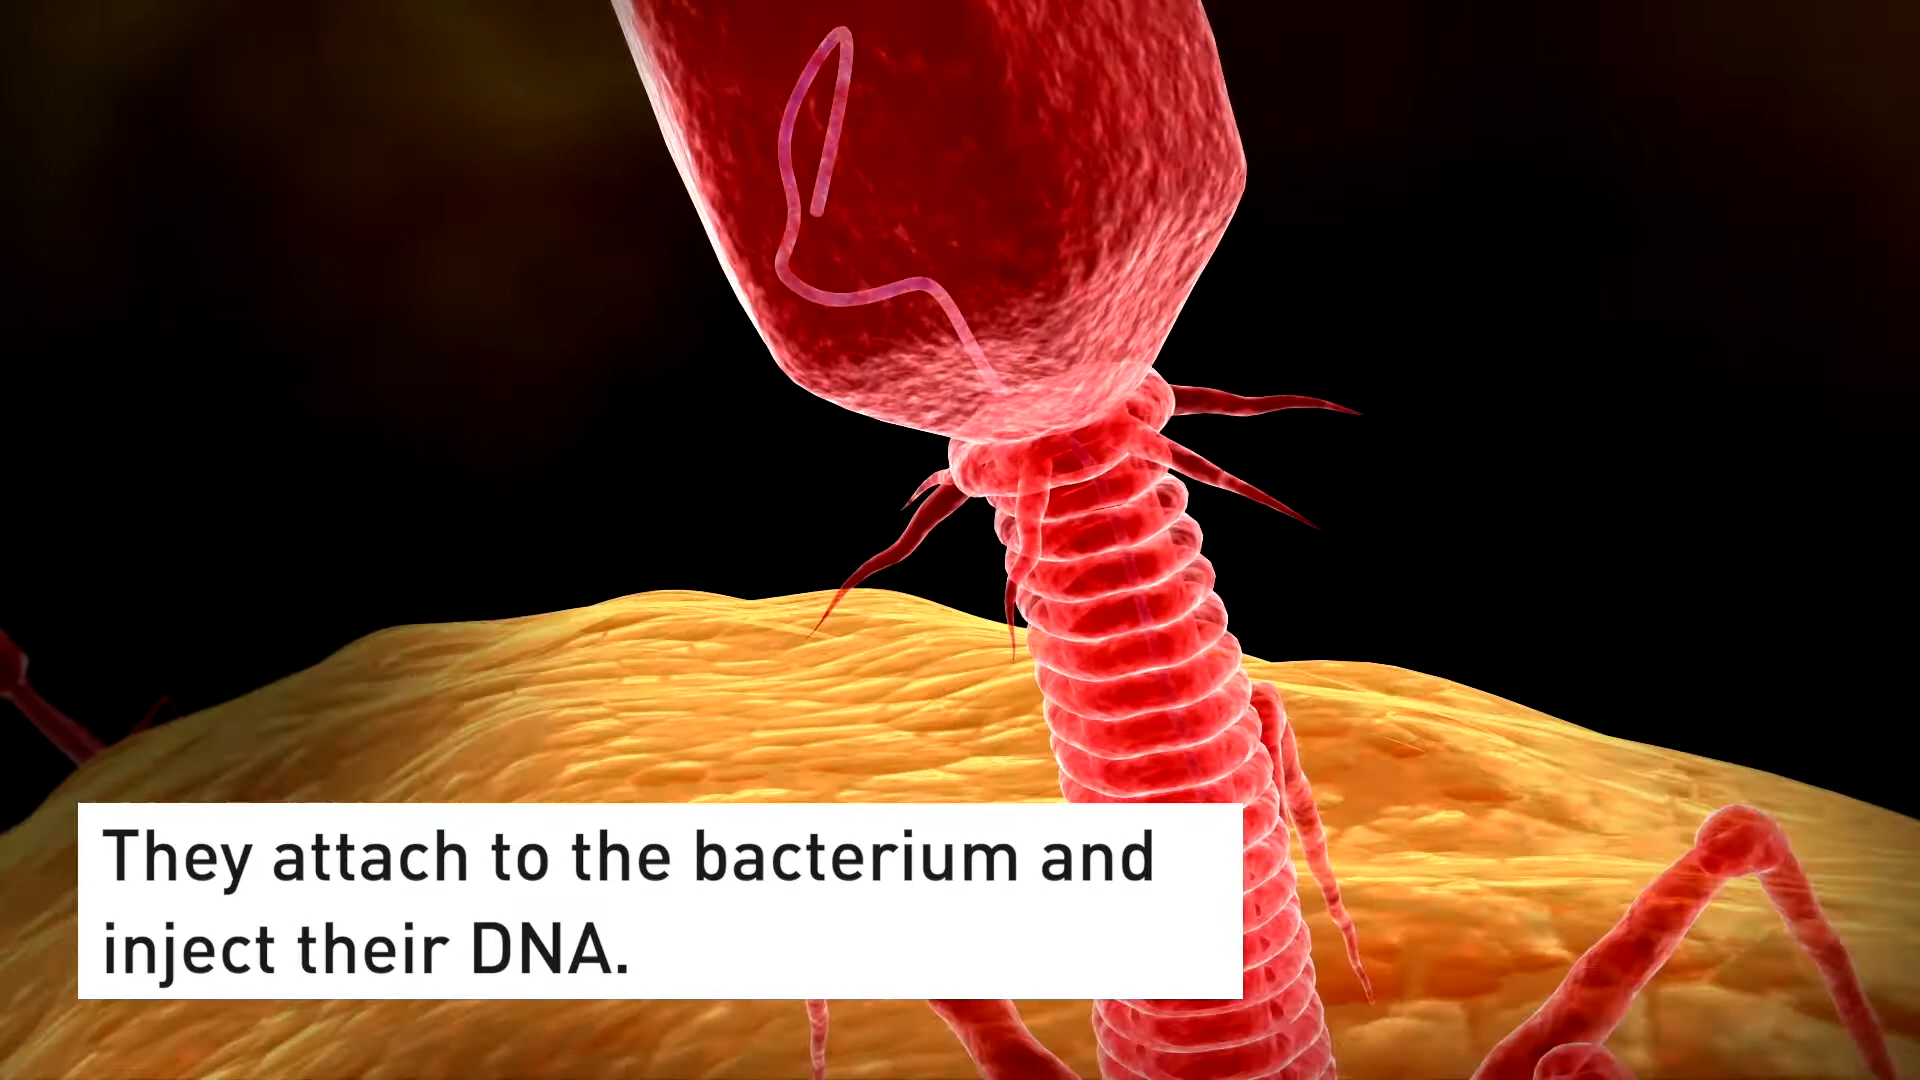 They attach to the bacterium and
inject their DNA.